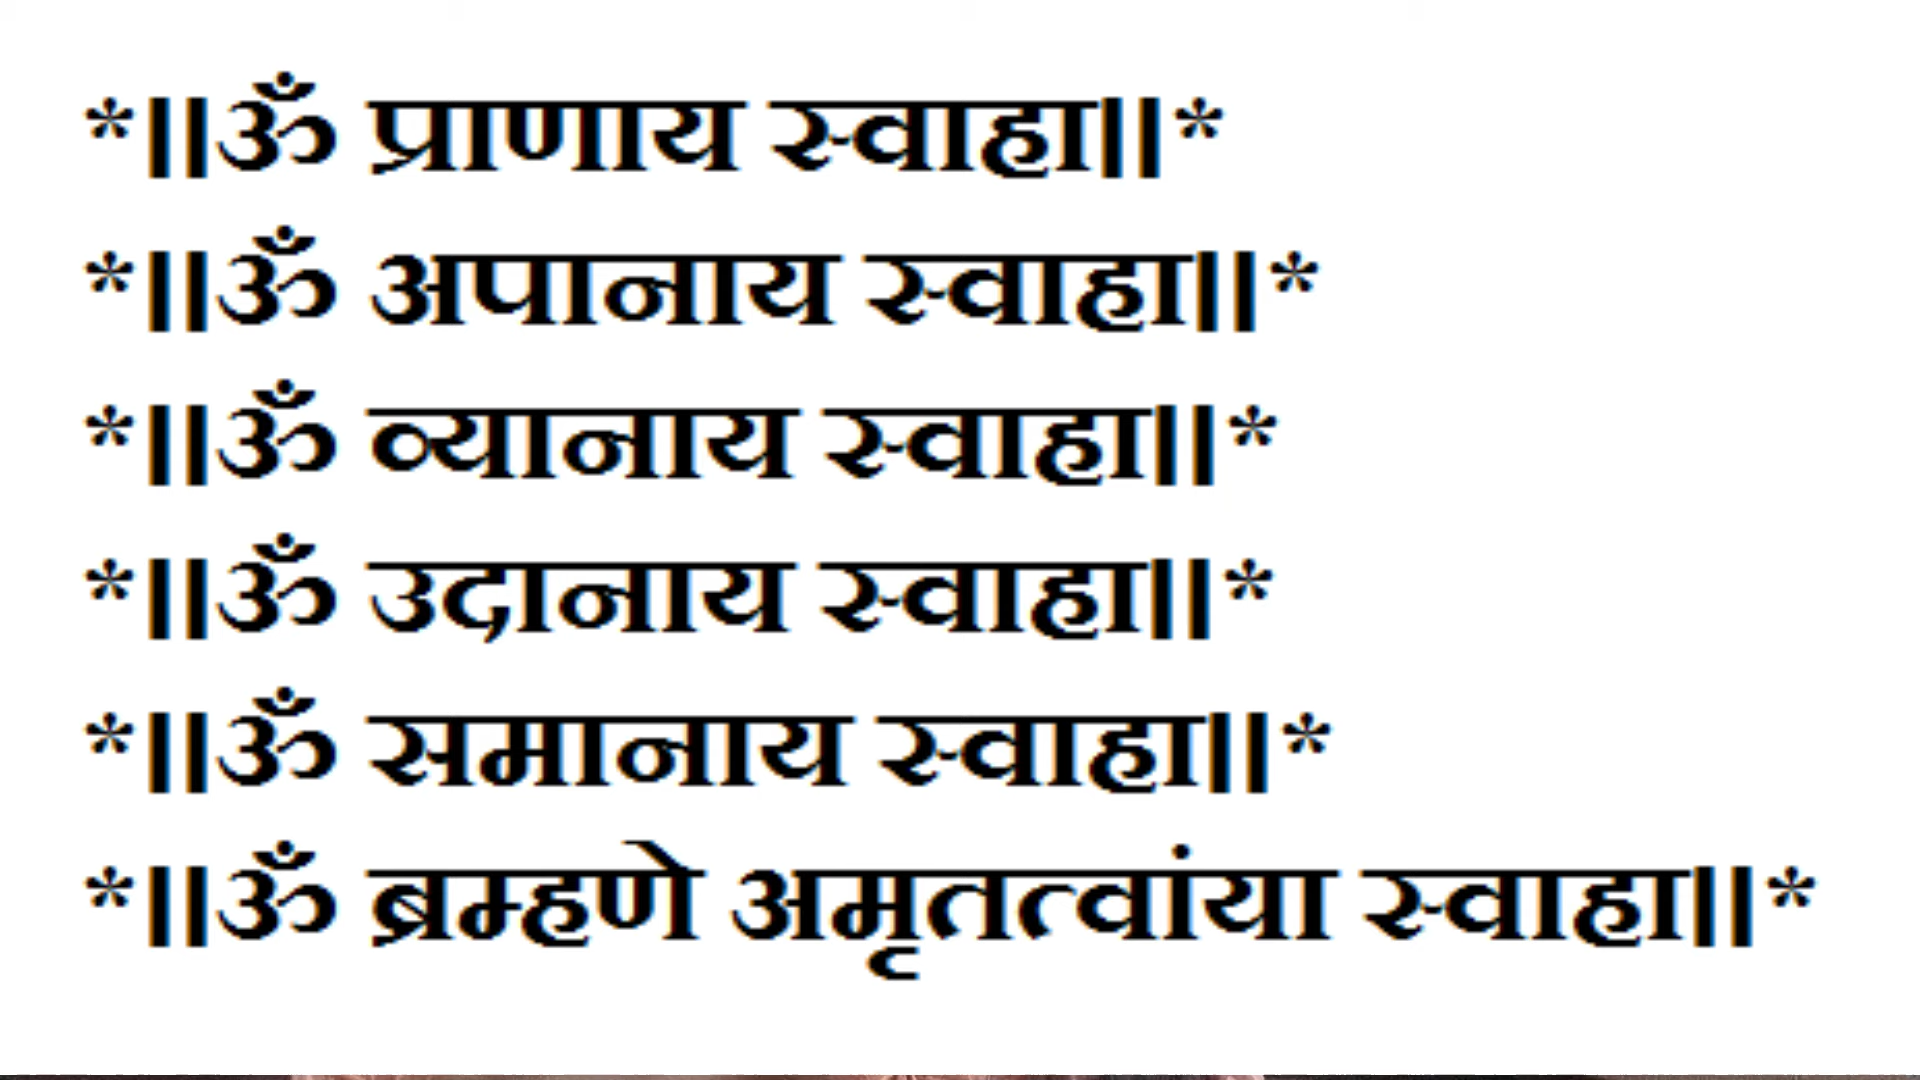 *||ॐ प्राणाय स्वाहा||*
*||ॐ अपानाय स्वाहा||*
*||ॐ व्यानाय स्वाहा||*
*||ॐ उदानाय स्वाहा||*
*||ॐ समानाय स्वाहा||*
*||ॐ ब्रम्हणे अमृतत्वांया स्वाहा||*